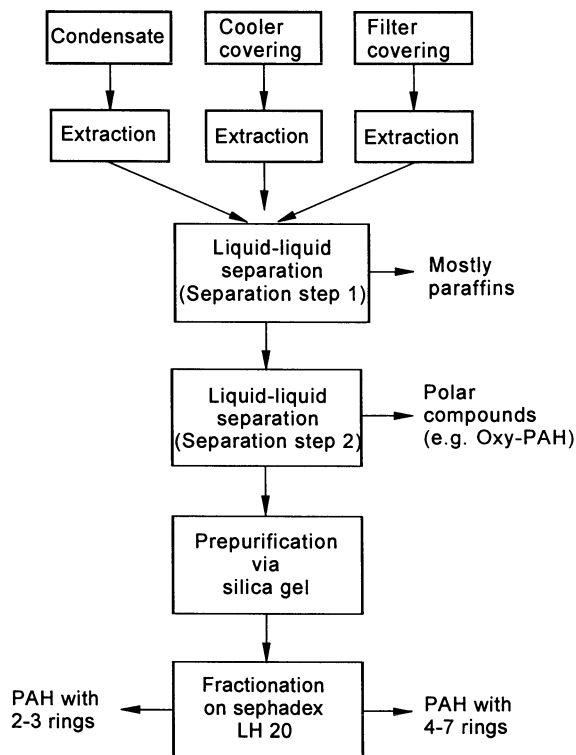 Condensate
Cooler
covering
Filter
covering
Extraction
Extraction
Extraction
Liquid-liquid
separation
(Separation step 1)
Mostly
paraffins
Liquid-liquid
separation
(Separation step 2)
Polar
compounds
(e.g. Oxy-PAH)
Prepurification
via
silica gel
PAH with
2-3 rings
Fractionation
on sephadex
LH 20
PAH with
4-7 rings